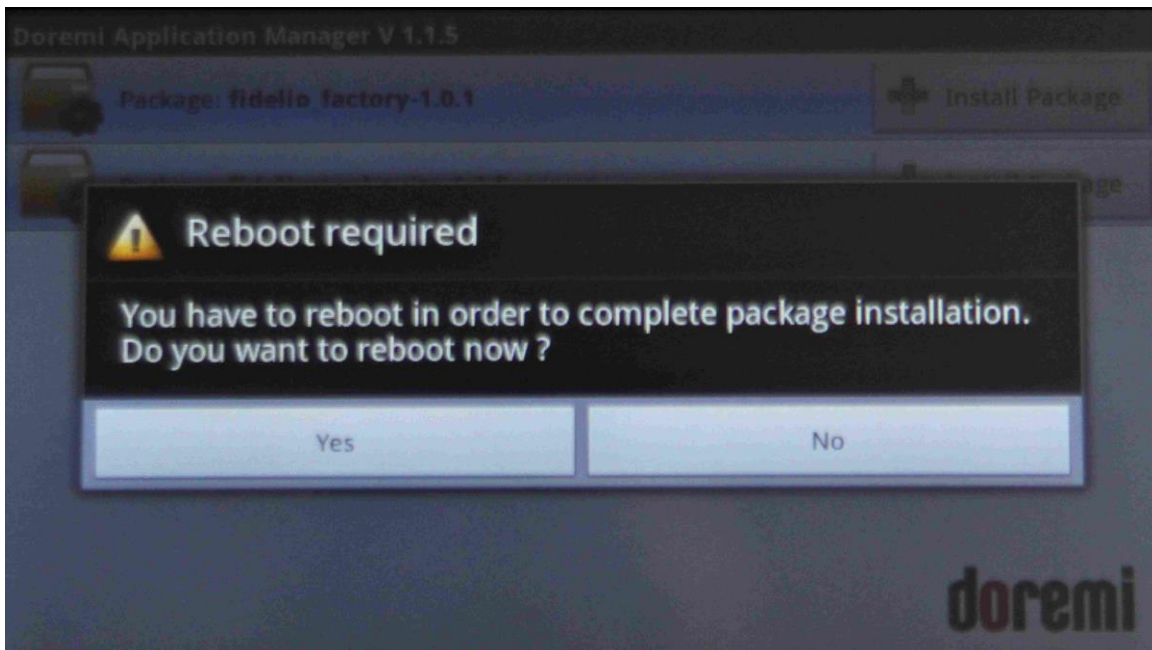 Doremi Application Manager V 1.1.5
Package: fidelio_factory-1.0.1
Install Package
Reboot required
You have to reboot in order to complete package installation.
Do you want to reboot now ?
Yes
No
doremi